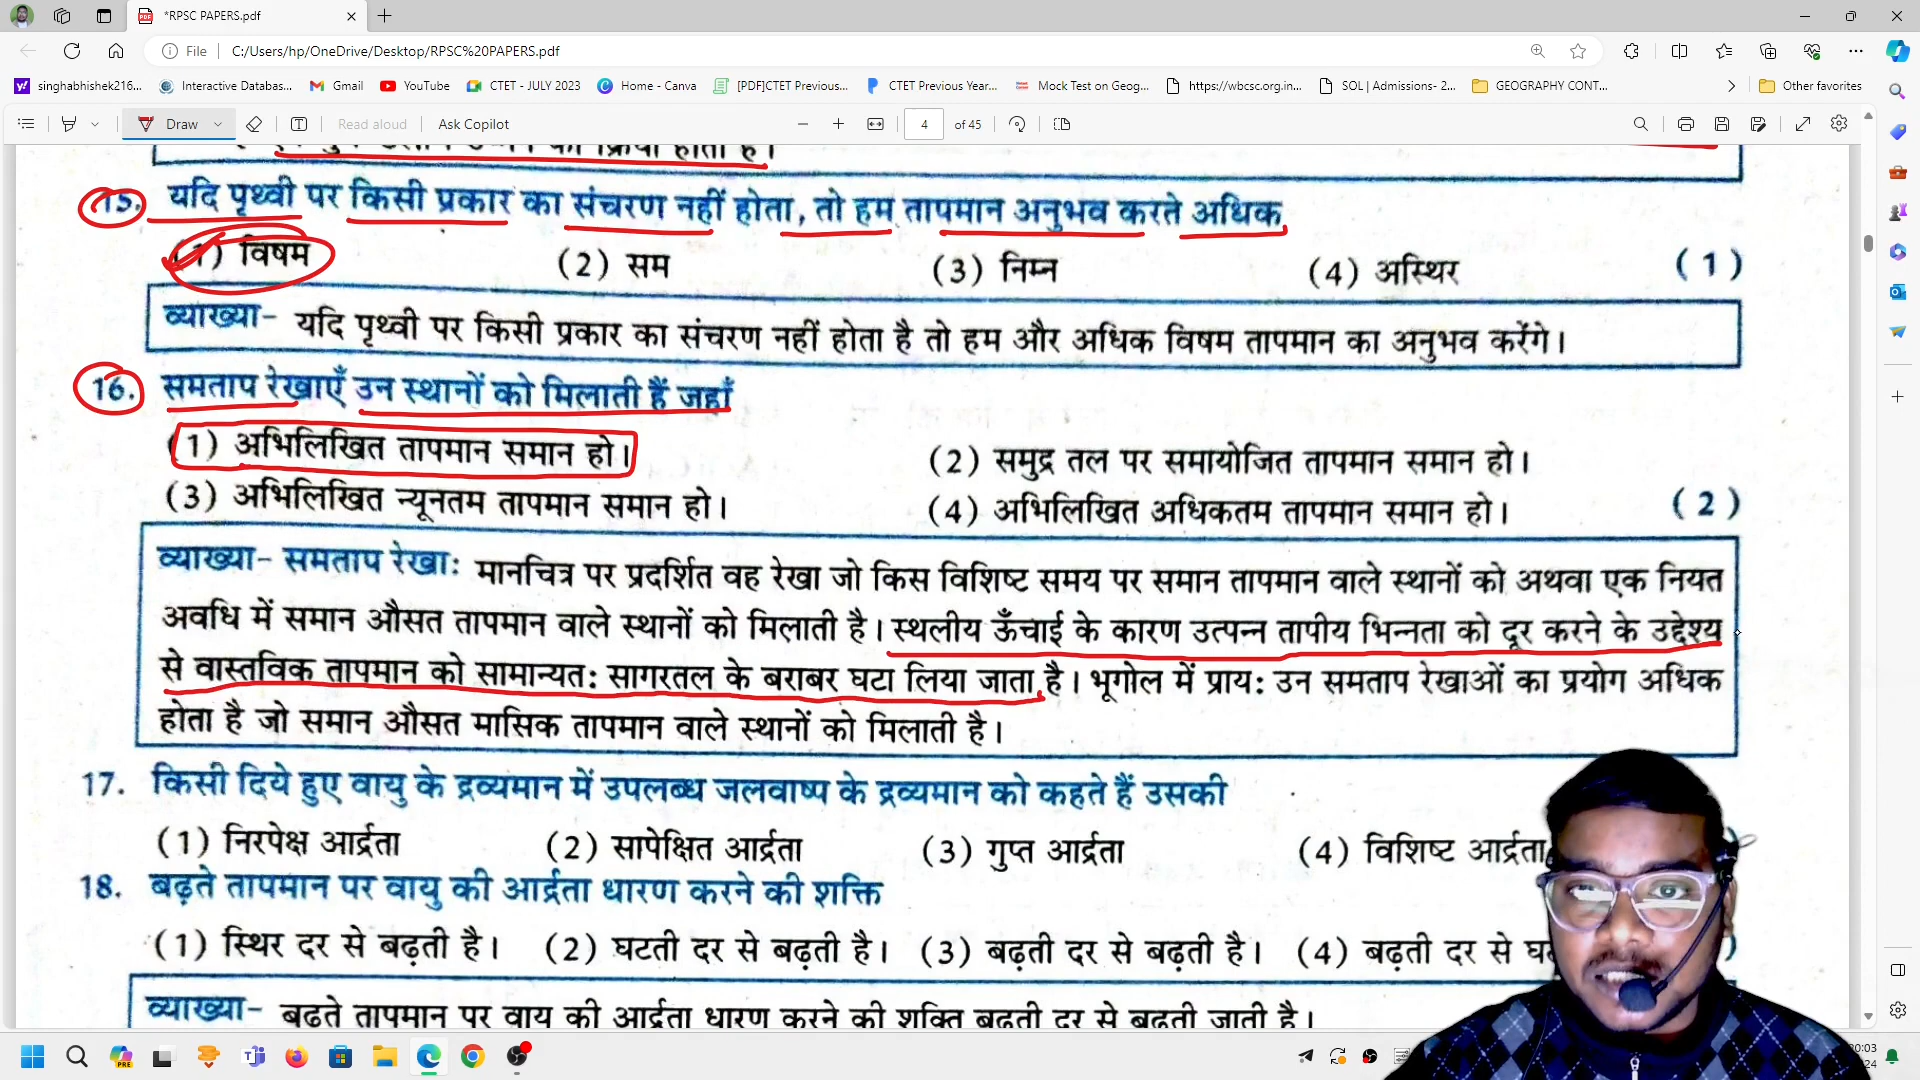 *RPSC PAPERS.pdf
File C:/Users/hp/OneDrive/Desktop/RPSC%20PAPERS.pdf
singhabhishek216... Interactive Databas... Gmail YouTube CTET - JULY 2023 Home - Canva [PDF]CTET Previous... CTET Previous Year... Mock Test on Geog... https://wbcsc.org.in... SOL | Admissions- 2... GEOGRAPHY CONT... Other favorites
Draw Read aloud Ask Copilot 4 of 45
15. यदि पृथ्वी पर किसी प्रकार का संचरण नहीं होता, तो हम तापमान अनुभव करते अधिक
(1) विषम (2) सम (3) निम्न (4) अस्थिर (1)
व्याख्या- यदि पृथ्वी पर किसी प्रकार का संचरण नहीं होता है तो हम और अधिक विषम तापमान का अनुभव करेंगे।
16. समताप रेखाएँ उन स्थानों को मिलाती हैं जहाँ
(1) अभिलिखित तापमान समान हो। (2) समुद्र तल पर समायोजित तापमान समान हो।
(3) अभिलिखित न्यूनतम तापमान समान हो। (4) अभिलिखित अधिकतम तापमान समान हो। (2)
व्याख्या- समताप रेखा: मानचित्र पर प्रदर्शित वह रेखा जो किस विशिष्ट समय पर समान तापमान वाले स्थानों को अथवा एक नियत
अवधि में समान औसत तापमान वाले स्थानों को मिलाती है। स्थलीय ऊँचाई के कारण उत्पन्न तापीय भिन्नता को दूर करने के उद्देश्य
से वास्तविक तापमान को सामान्यत: सागरतल के बराबर घटा लिया जाता है। भूगोल में प्राय: उन समताप रेखाओं का प्रयोग अधिक
होता है जो समान औसत मासिक तापमान वाले स्थानों को मिलाती है।
17. किसी दिये हुए वायु के द्रव्यमान में उपलब्ध जलवाष्प के द्रव्यमान को कहते हैं उसकी
(1) निरपेक्ष आर्द्रता (2) सापेक्षित आर्द्रता (3) गुप्त आर्द्रता (4) विशिष्ट आर्द्रता
18. बढ़ते तापमान पर वायु की आर्द्रता धारण करने की शक्ति
(1) स्थिर दर से बढ़ती है। (2) घटती दर से बढ़ती है। (3) बढ़ती दर से बढ़ती है। (4) बढ़ती दर से
व्याख्या- बढ़ते तापमान पर वायु की आर्द्रता धारण करने की शक्ति बढ़ती दर से बढ़ती जाती है।